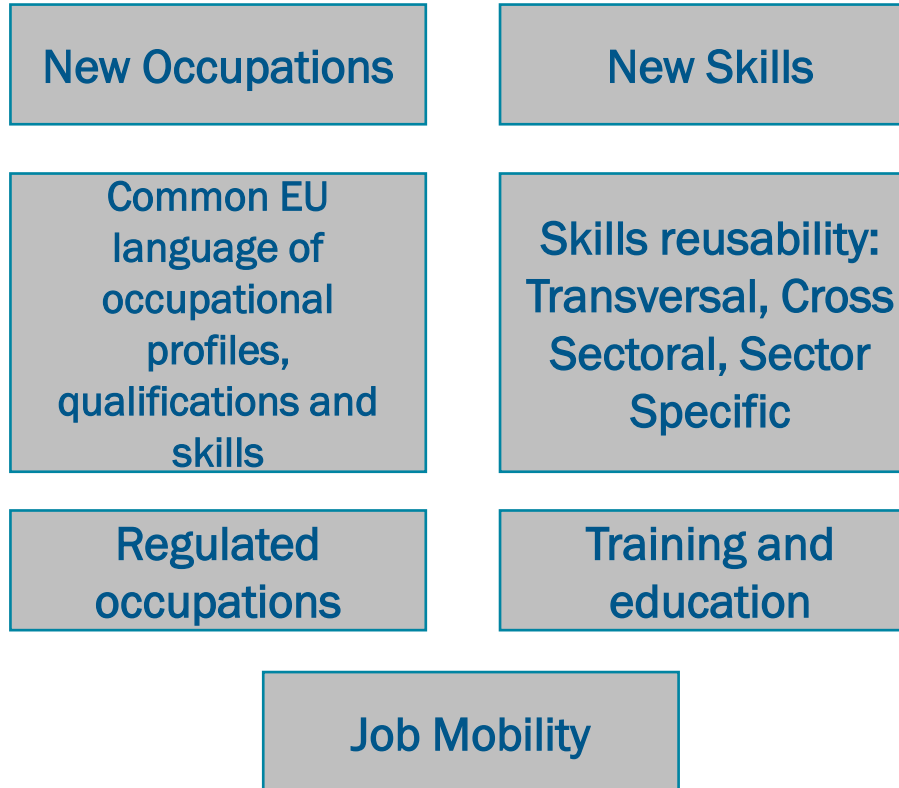 New Occupations
New Skills
Common EU
language of
occupational
profiles,
qualifications and
skills
Skills reusability:
Transversal, Cross
Sectoral, Sector
Specific
Regulated
occupations
Training and
education
Job Mobility